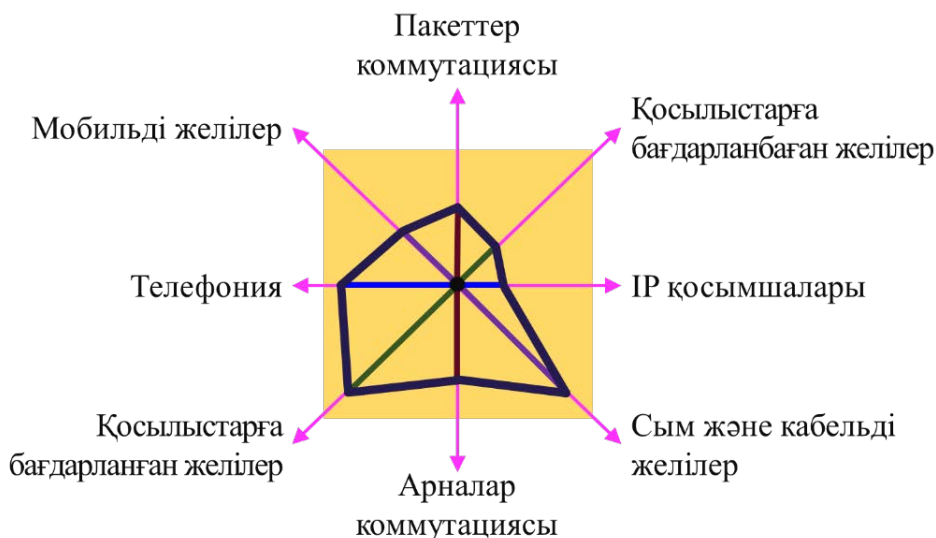 Пакеттер
коммутациясы
Мобильді желілер
Қосылыстарға
бағдарланбаған желілер
Телефония
IP қосымшалары
Қосылыстарға
бағдарланған желілер
Сым және кабельді
желілер
Арналар
коммутациясы